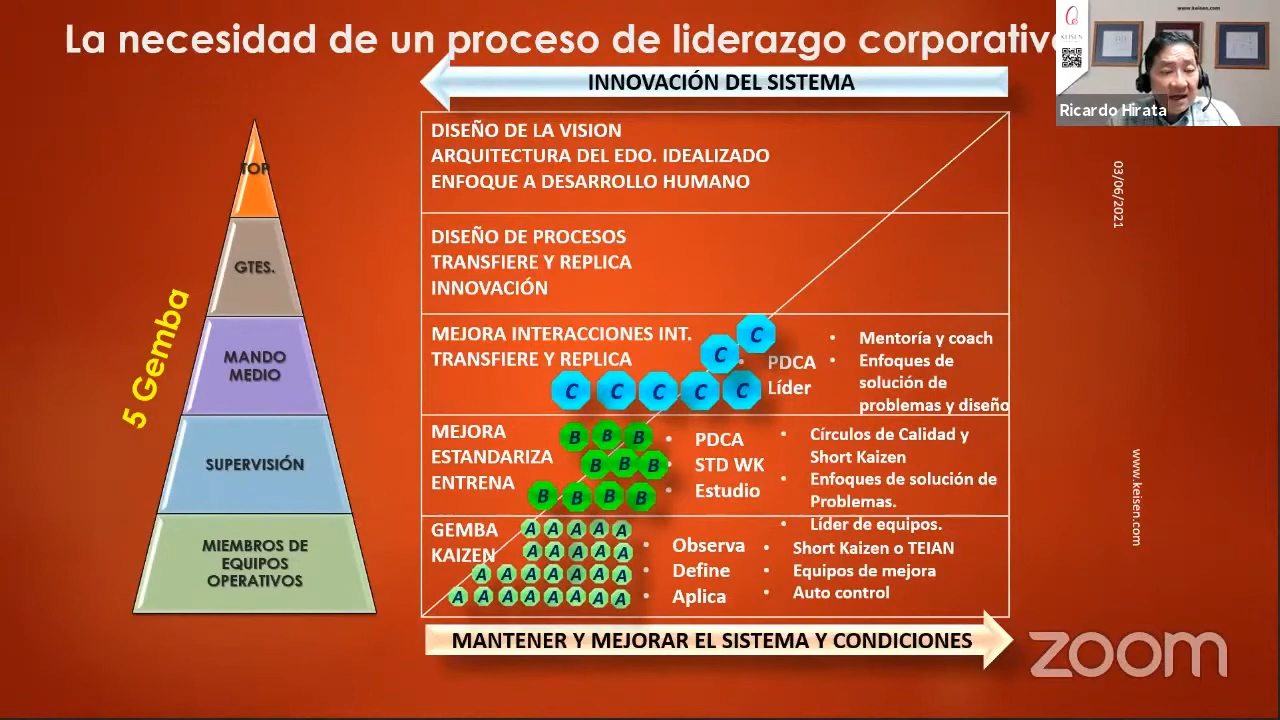 La necesidad de un proceso de liderazgo corporativo
www.keisen.com
KEISEN
Ricardo Hirata
INNOVACIÓN DEL SISTEMA
03/06/2021
www.keisen.com
5 Gemba
TOP
GTES.
MANDO
MEDIO
SUPERVISIÓN
MIEMBROS DE
EQUIPOS
OPERATIVOS
DISEÑO DE LA VISION
ARQUITECTURA DEL EDO. IDEALIZADO
ENFOQUE A DESARROLLO HUMANO
DISEÑO DE PROCESOS
TRANSFIERE Y REPLICA
INNOVACIÓN
MEJORA INTERACCIONES INT.
TRANSFIERE Y REPLICA
C
C
C C C C C
• PDCA
Líder
• Mentoría y coach
• Enfoques de
solución de
problemas y diseño
MEJORA
ESTANDARIZA
ENTRENA
B B B
B B B
B B B B
• PDCA
• STD WK
• Estudio
• Círculos de Calidad y
Short Kaizen
• Enfoques de solución de
Problemas.
• Líder de equipos.
GEMBA
KAIZEN
A A A A A
A A A A A
A A A A A A A
A A A A A A A A
• Observa
• Define
• Aplica
• Short Kaizen o TEIAN
• Equipos de mejora
• Auto control
MANTENER Y MEJORAR EL SISTEMA Y CONDICIONES
zoom